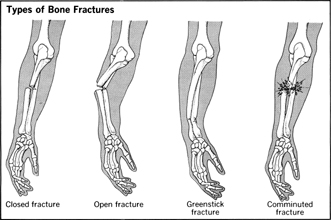 Types of Bone Fractures
Closed fracture
Open fracture
Greenstick
fracture
Comminuted
fracture